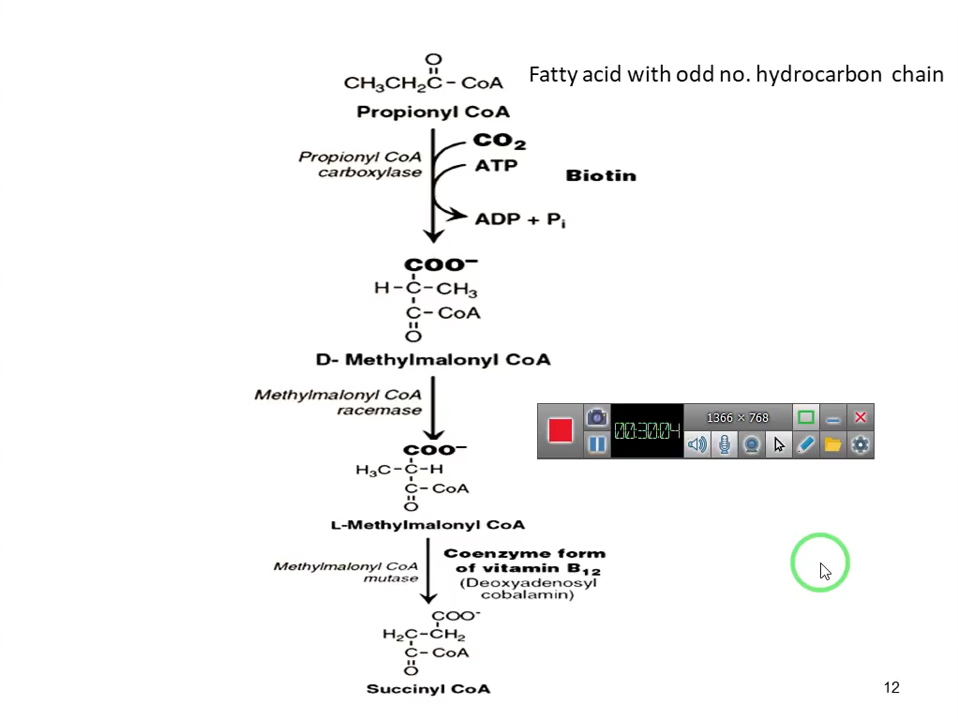 O
Fatty acid with odd no. hydrocarbon chain
CH₃CH₂C – CoA
Propionyl CoA
CO₂
Propionyl CoA
carboxylase
ATP
Biotin
ADP + Pi
COO⁻
H – C – CH₃
C – CoA
O
D- Methylmalonyl CoA
Methylmalonyl CoA
racemase
COO⁻
H₃C – C – H
C – CoA
O
L-Methylmalonyl CoA
Methylmalonyl CoA
mutase
Coenzyme form
of vitamin B₁₂
(Deoxyadenosyl
cobalamin)
COO⁻
H₂C – CH₂
C – CoA
O
Succinyl CoA
1366 × 768
00:30:04
12